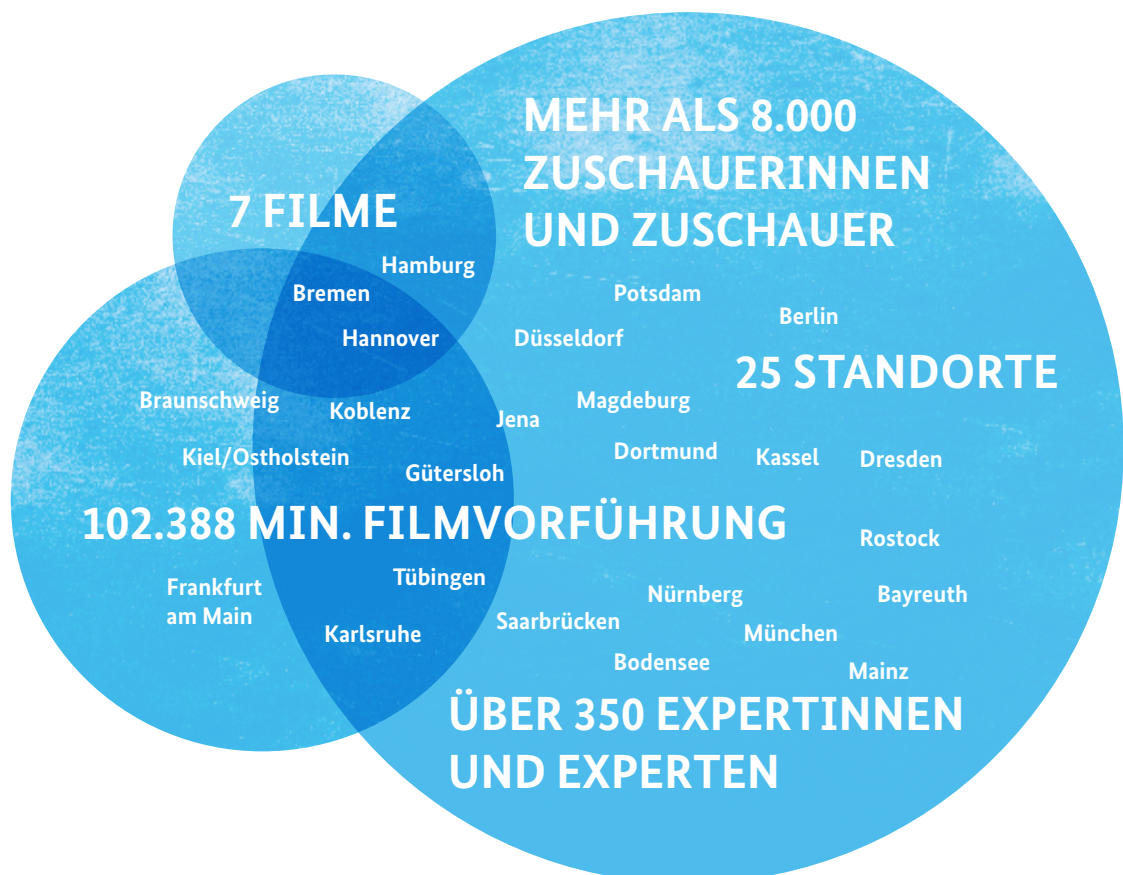 MEHR ALS 8.000
ZUSCHAUERINNEN
UND ZUSCHAUER
7 FILME
Hamburg
Bremen
Potsdam
Berlin
Hannover
Düsseldorf
25 STANDORTE
Braunschweig
Koblenz
Jena
Magdeburg
Kiel/Ostholstein
Gütersloh
Dortmund
Kassel
Dresden
102.388 MIN. FILMVORFÜHRUNG
Rostock
Frankfurt
am Main
Tübingen
Nürnberg
Bayreuth
Karlsruhe
Saarbrücken
München
Bodensee
Mainz
ÜBER 350 EXPERTINNEN
UND EXPERTEN